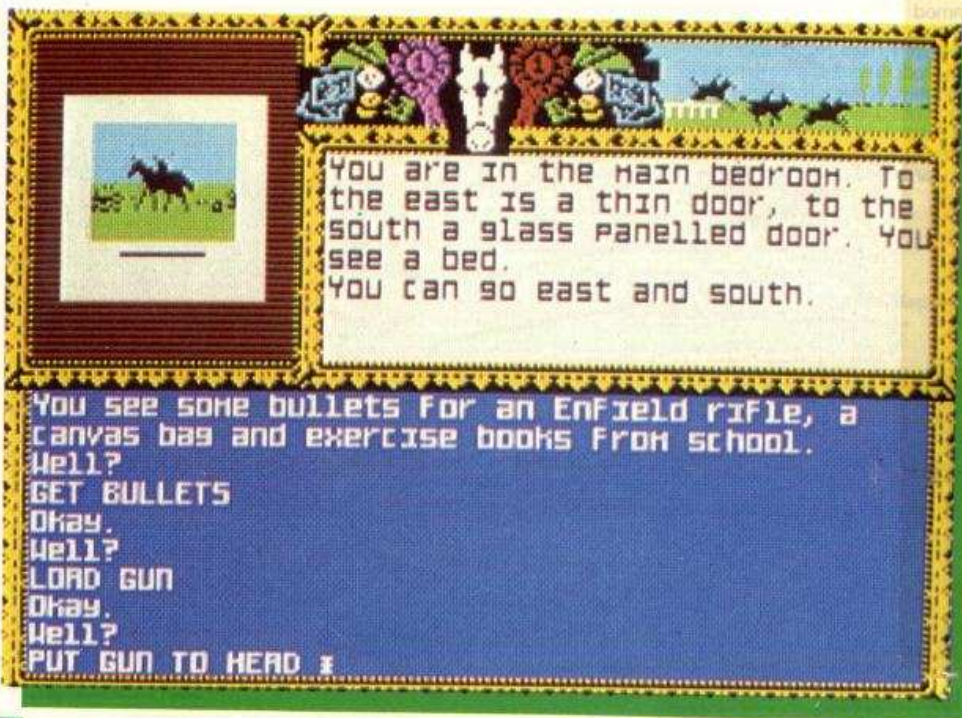 1 1
You are in the main bedroom. To
the east is a thin door, to the
south a glass panelled door. You
see a bed.
You can go east and south.
You see some bullets for an Enfield rifle, a
canvas bag and exercise books from school.
Well?
GET BULLETS
Okay.
Well?
LOAD GUN
Okay.
Well?
PUT GUN TO HEAD